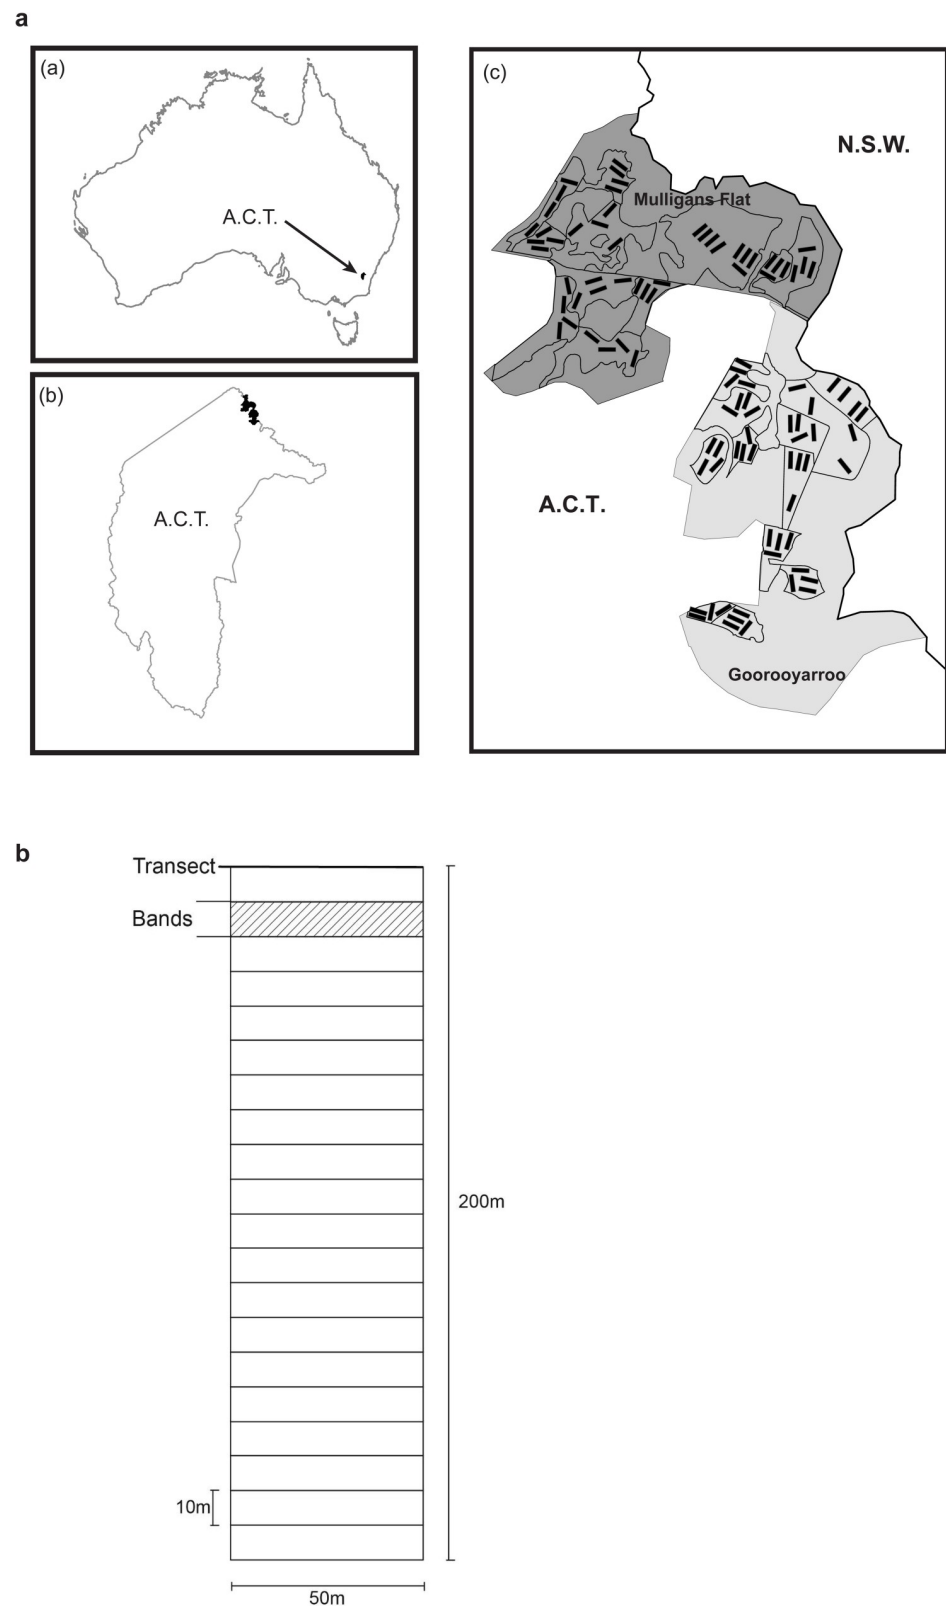 a
(a)
A.C.T.
(b)
A.C.T.
(c)
N.S.W.
Mulligans Flat
A.C.T.
Goorooyarroo
b
Transect
Bands
200m
10m
50m